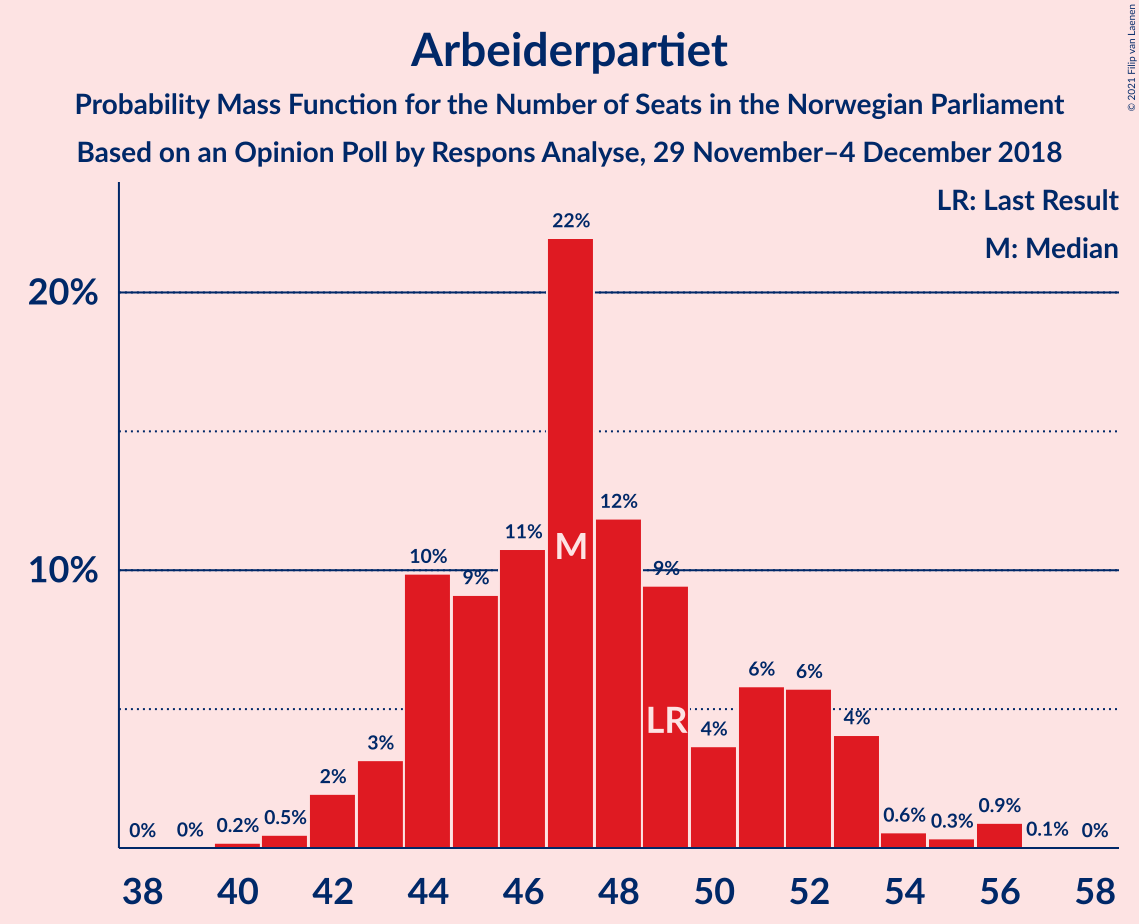 Arbeiderpartiet
Probability Mass Function for the Number of Seats in the Norwegian Parliament
Based on an Opinion Poll by Respons Analyse, 29 November–4 December 2018
© 2021 Filip van Laenen
LR: Last Result
M: Median
20%
10%
0%
0%
0.2%
0.5%
2%
3%
10%
9%
11%
22%
12%
9%
4%
6%
6%
4%
0.6%
0.3%
0.9%
0.1%
0%
M
LR
38 40 42 44 46 48 50 52 54 56 58